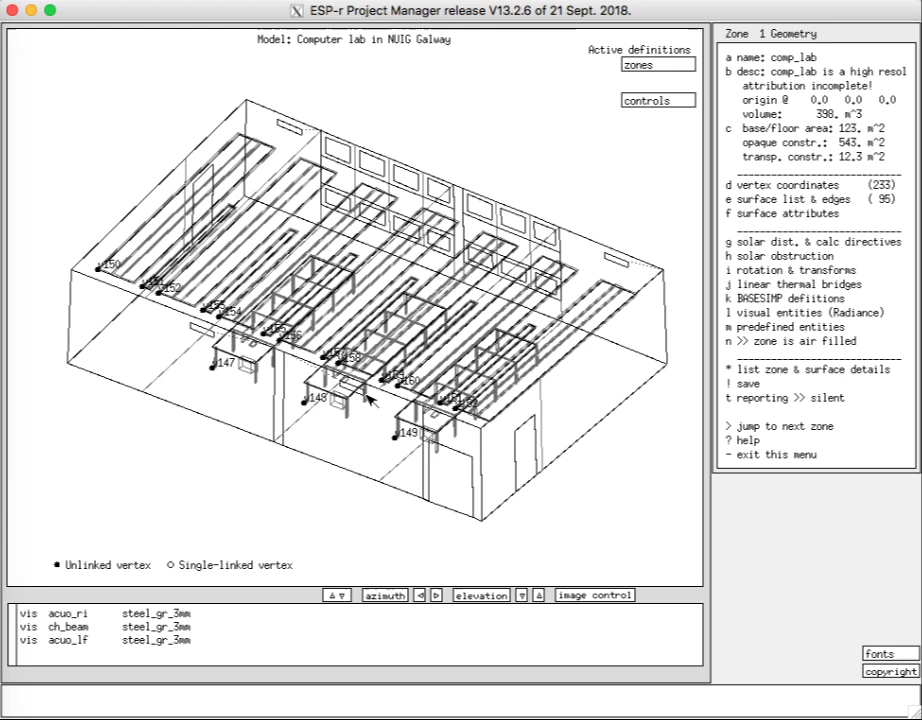 ESP-r Project Manager release V13.2.6 of 21 Sept. 2018.
Model: Computer lab in NUIG Galway
Active definitions
zones
controls
v150
v152
v154
v156
v158
v160
v147
v148
v149
Unlinked vertex
Single-linked vertex
azimuth
elevation
image control
vis acuo_ri steel_gr_3mm
vis ch_beam steel_gr_3mm
vis acuo_lf steel_gr_3mm
Zone 1 Geometry
a name: comp_lab
b desc: comp_lab is a high resol
attribution incomplete!
origin @ 0.0 0.0 0.0
volume: 398. m^3
c base/floor area: 123. m^2
opaque constr.: 543. m^2
transp. constr.: 12.3 m^2
d vertex coordinates (233)
e surface list & edges ( 95)
f surface attributes
g solar dist. & calc directives
h solar obstruction
i rotation & transforms
j linear thermal bridges
k BASESIMP defiitions
l visual entities (Radiance)
m predefined entities
n >> zone is air filled
* list zone & surface details
! save
t reporting >> silent
> jump to next zone
? help
- exit this menu
fonts
copyright